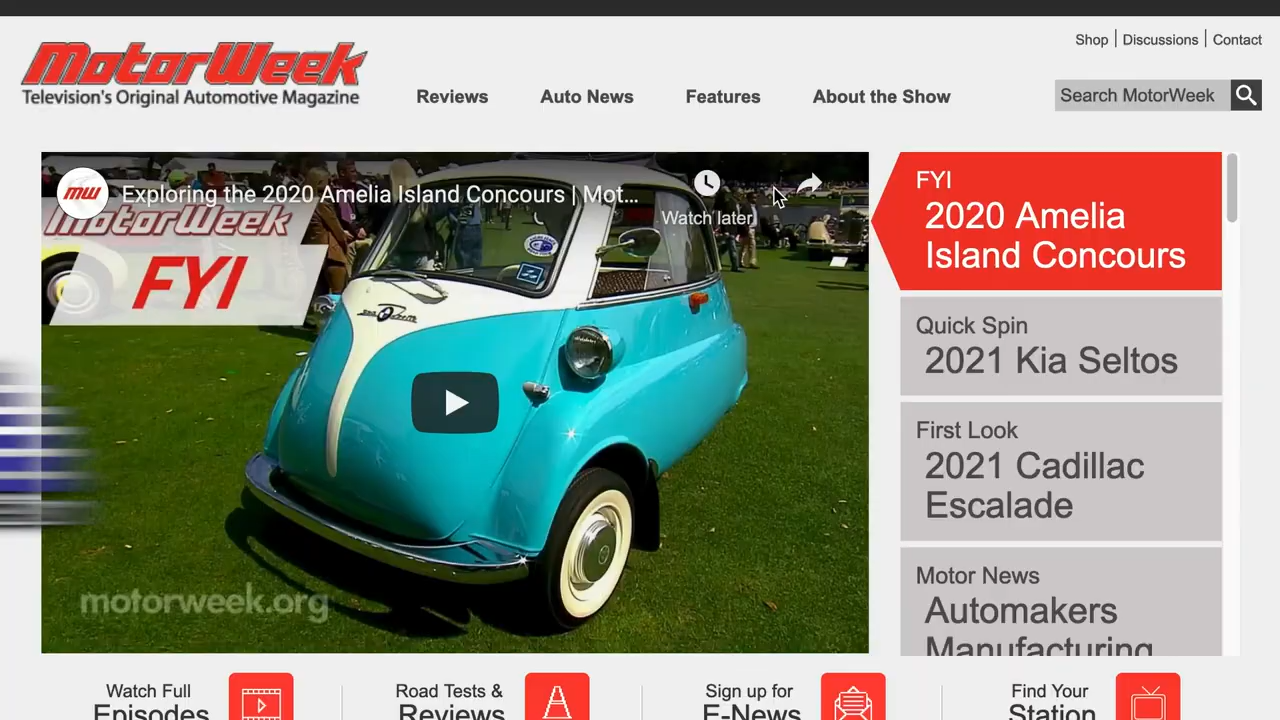 Shop
Discussions
Contact
MotorWeek
Television's Original Automotive Magazine
Reviews
Auto News
Features
About the Show
Search MotorWeek
MW
Exploring the 2020 Amelia Island Concours | Mot...
Watch later
MotorWeek
FYI
motorweek.org
FYI
2020 Amelia
Island Concours
Quick Spin
2021 Kia Seltos
First Look
2021 Cadillac
Escalade
Motor News
Automakers
Manufacturing
Watch Full
Episodes
Road Tests &
Reviews
Sign up for
E-News
Find Your
Station